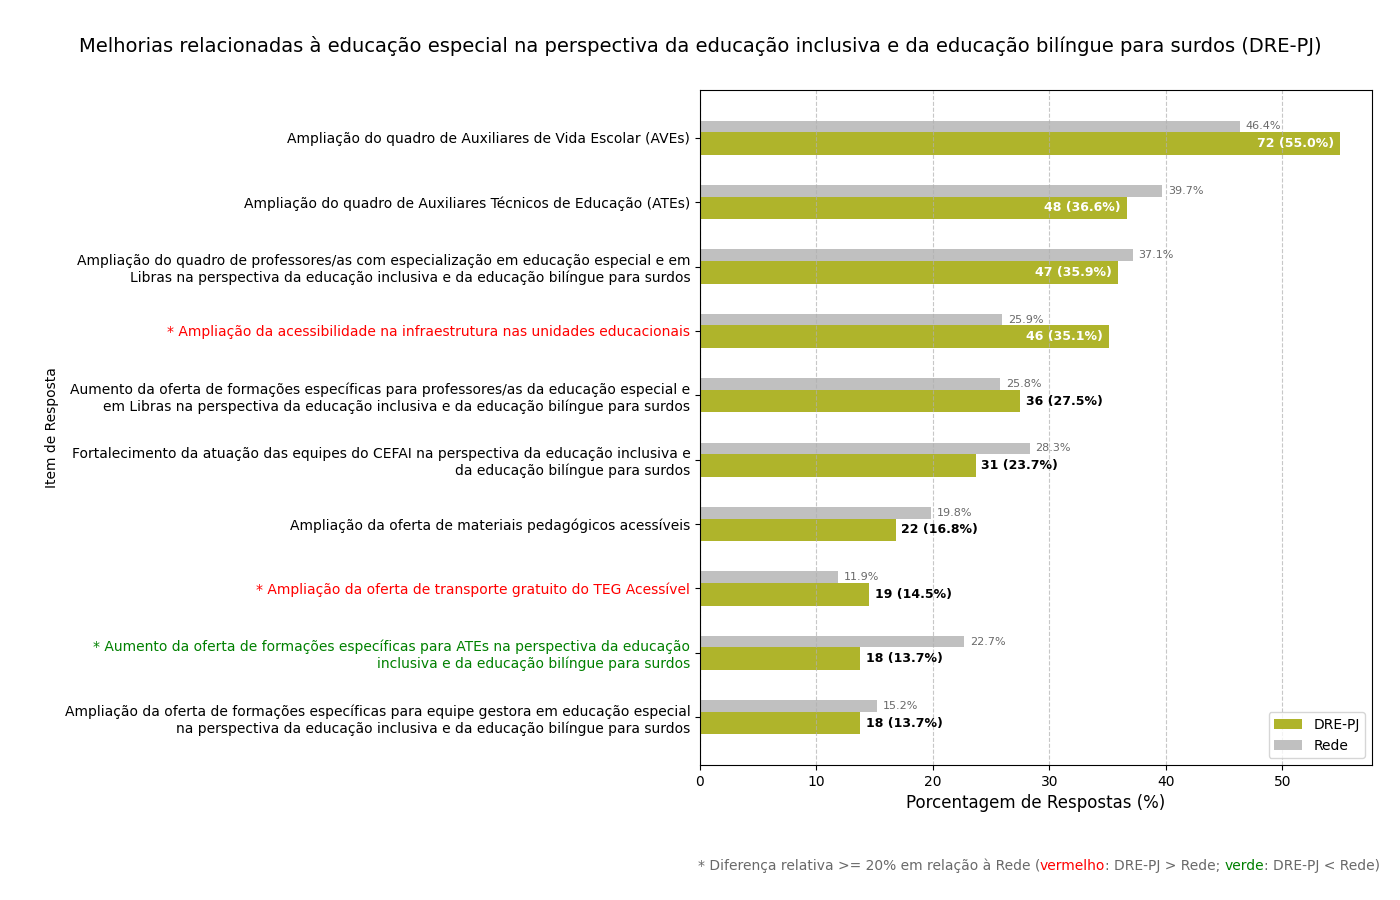 Melhorias relacionadas à educação especial na perspectiva da educação inclusiva e da educação bilíngue para surdos (DRE-PJ)
Item de Resposta
Ampliação do quadro de Auxiliares de Vida Escolar (AVEs)
46.4%
72 (55.0%)
Ampliação do quadro de Auxiliares Técnicos de Educação (ATEs)
39.7%
48 (36.6%)
Ampliação do quadro de professores/as com especialização em educação especial e em
Libras na perspectiva da educação inclusiva e da educação bilíngue para surdos
37.1%
47 (35.9%)
* Ampliação da acessibilidade na infraestrutura nas unidades educacionais
25.9%
46 (35.1%)
Aumento da oferta de formações específicas para professores/as da educação especial e
em Libras na perspectiva da educação inclusiva e da educação bilíngue para surdos
25.8%
36 (27.5%)
Fortalecimento da atuação das equipes do CEFAI na perspectiva da educação inclusiva e
da educação bilíngue para surdos
28.3%
31 (23.7%)
Ampliação da oferta de materiais pedagógicos acessíveis
19.8%
22 (16.8%)
* Ampliação da oferta de transporte gratuito do TEG Acessível
11.9%
19 (14.5%)
* Aumento da oferta de formações específicas para ATEs na perspectiva da educação
inclusiva e da educação bilíngue para surdos
22.7%
18 (13.7%)
Ampliação da oferta de formações específicas para equipe gestora em educação especial
na perspectiva da educação inclusiva e da educação bilíngue para surdos
15.2%
18 (13.7%)
DRE-PJ
Rede
0 10 20 30 40 50
Porcentagem de Respostas (%)
* Diferença relativa >= 20% em relação à Rede (vermelho: DRE-PJ > Rede; verde: DRE-PJ < Rede)